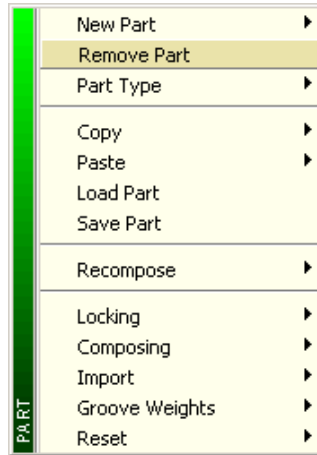 New Part
Remove Part
Part Type
Copy
Paste
Load Part
Save Part
Recompose
Locking
Composing
Import
Groove Weights
Reset
PART